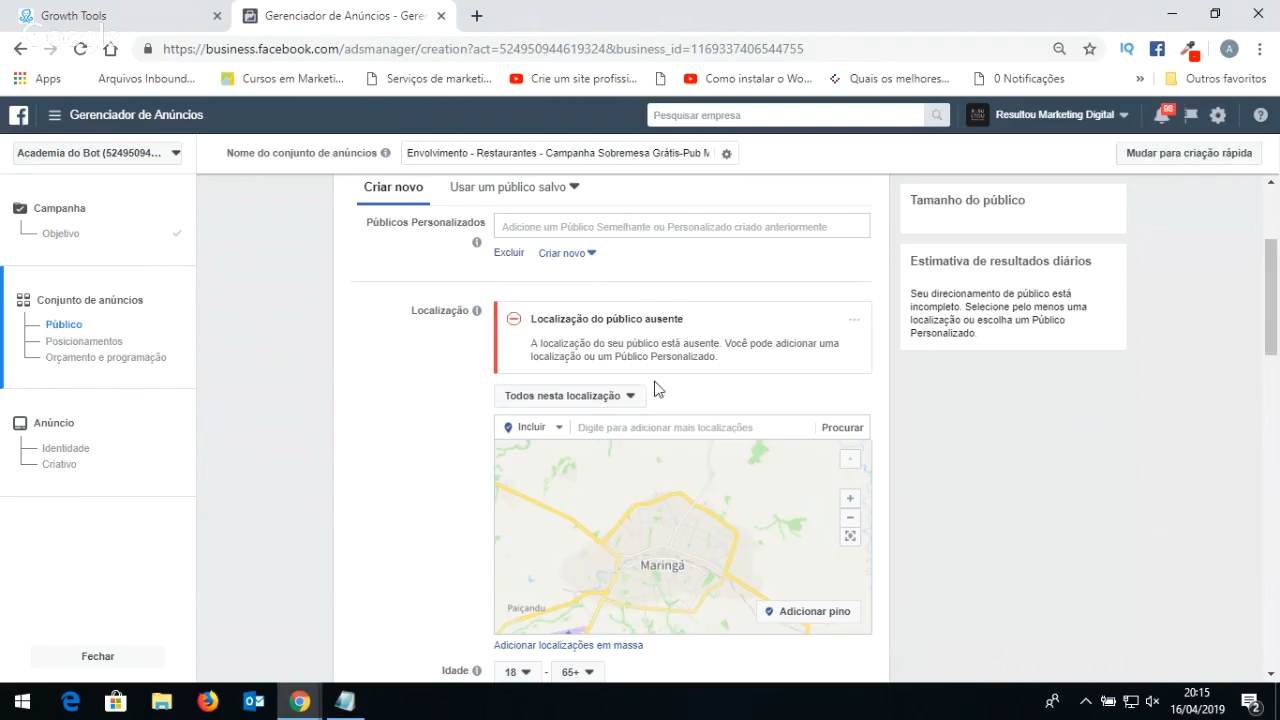 Growth Tools
Gerenciador de Anúncios - Geren
https://business.facebook.com/adsmanager/creation?act=524950944619324&business_id=1169337406544755
IQ
A
Apps
Arquivos Inbound...
Cursos em Marketi...
Serviços de marketi...
Crie um site profissi...
Como instalar o Wo...
Quais os melhores...
0 Notificações
»
Outros favoritos
Gerenciador de Anúncios
Pesquisar empresa
Resultou Marketing Digital
98
Academia do Bot (52495094...
Nome do conjunto de anúncios
Envolvimento - Restaurantes - Campanha Sobremesa Grátis-Pub M
Mudar para criação rápida
Campanha
Objetivo
Conjunto de anúncios
Público
Posicionamentos
Orçamento e programação
Anúncio
Identidade
Criativo
Fechar
Criar novo
Usar um público salvo
Públicos Personalizados
Adicione um Público Semelhante ou Personalizado criado anteriormente
Excluir
Criar novo
Localização
Localização do público ausente
...
A localização do seu público está ausente. Você pode adicionar uma
localização ou um Público Personalizado.
Todos nesta localização
Incluir
Digite para adicionar mais localizações
Procurar
Maringá
Paiçandu
Adicionar pino
Adicionar localizações em massa
Idade
18
-
65+
Tamanho do público
Estimativa de resultados diários
Seu direcionamento de público está
incompleto. Selecione pelo menos uma
localização ou escolha um Público
Personalizado.
20:15
16/04/2019
2